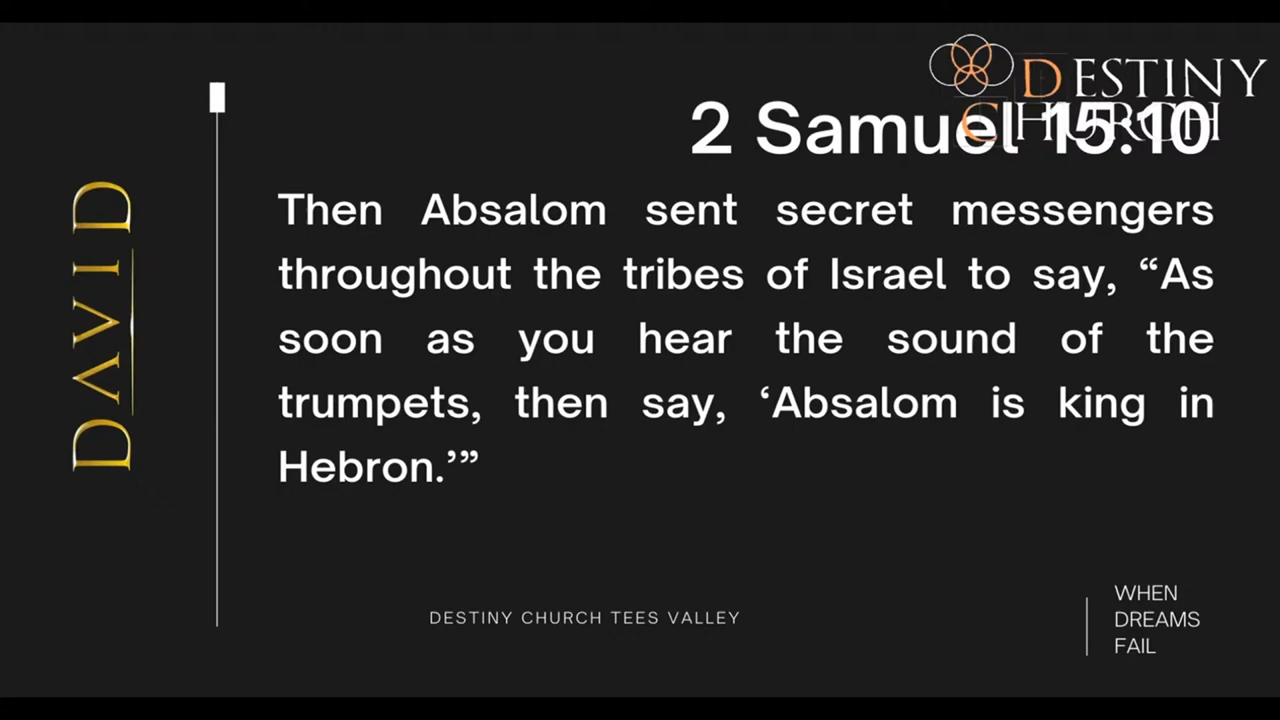 DESTINY
CHURCH
2 Samuel 15:10
DAVID
Then Absalom sent secret messengers
throughout the tribes of Israel to say, “As
soon as you hear the sound of the
trumpets, then say, ‘Absalom is king in
Hebron.’”
DESTINY CHURCH TEES VALLEY
WHEN
DREAMS
FAIL